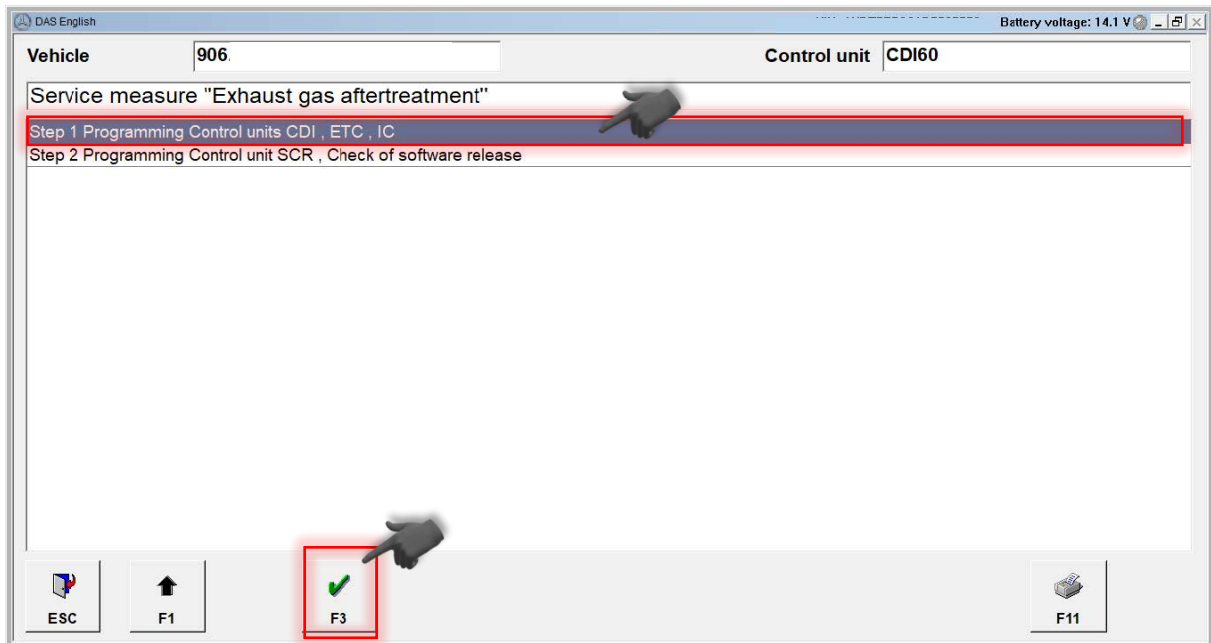 DAS English
Battery voltage: 14.1 V
Vehicle 906. Control unit CDI60
Service measure "Exhaust gas aftertreatment"
Step 1 Programming Control units CDI , ETC , IC
Step 2 Programming Control unit SCR , Check of software release
ESC F1 F3 F11